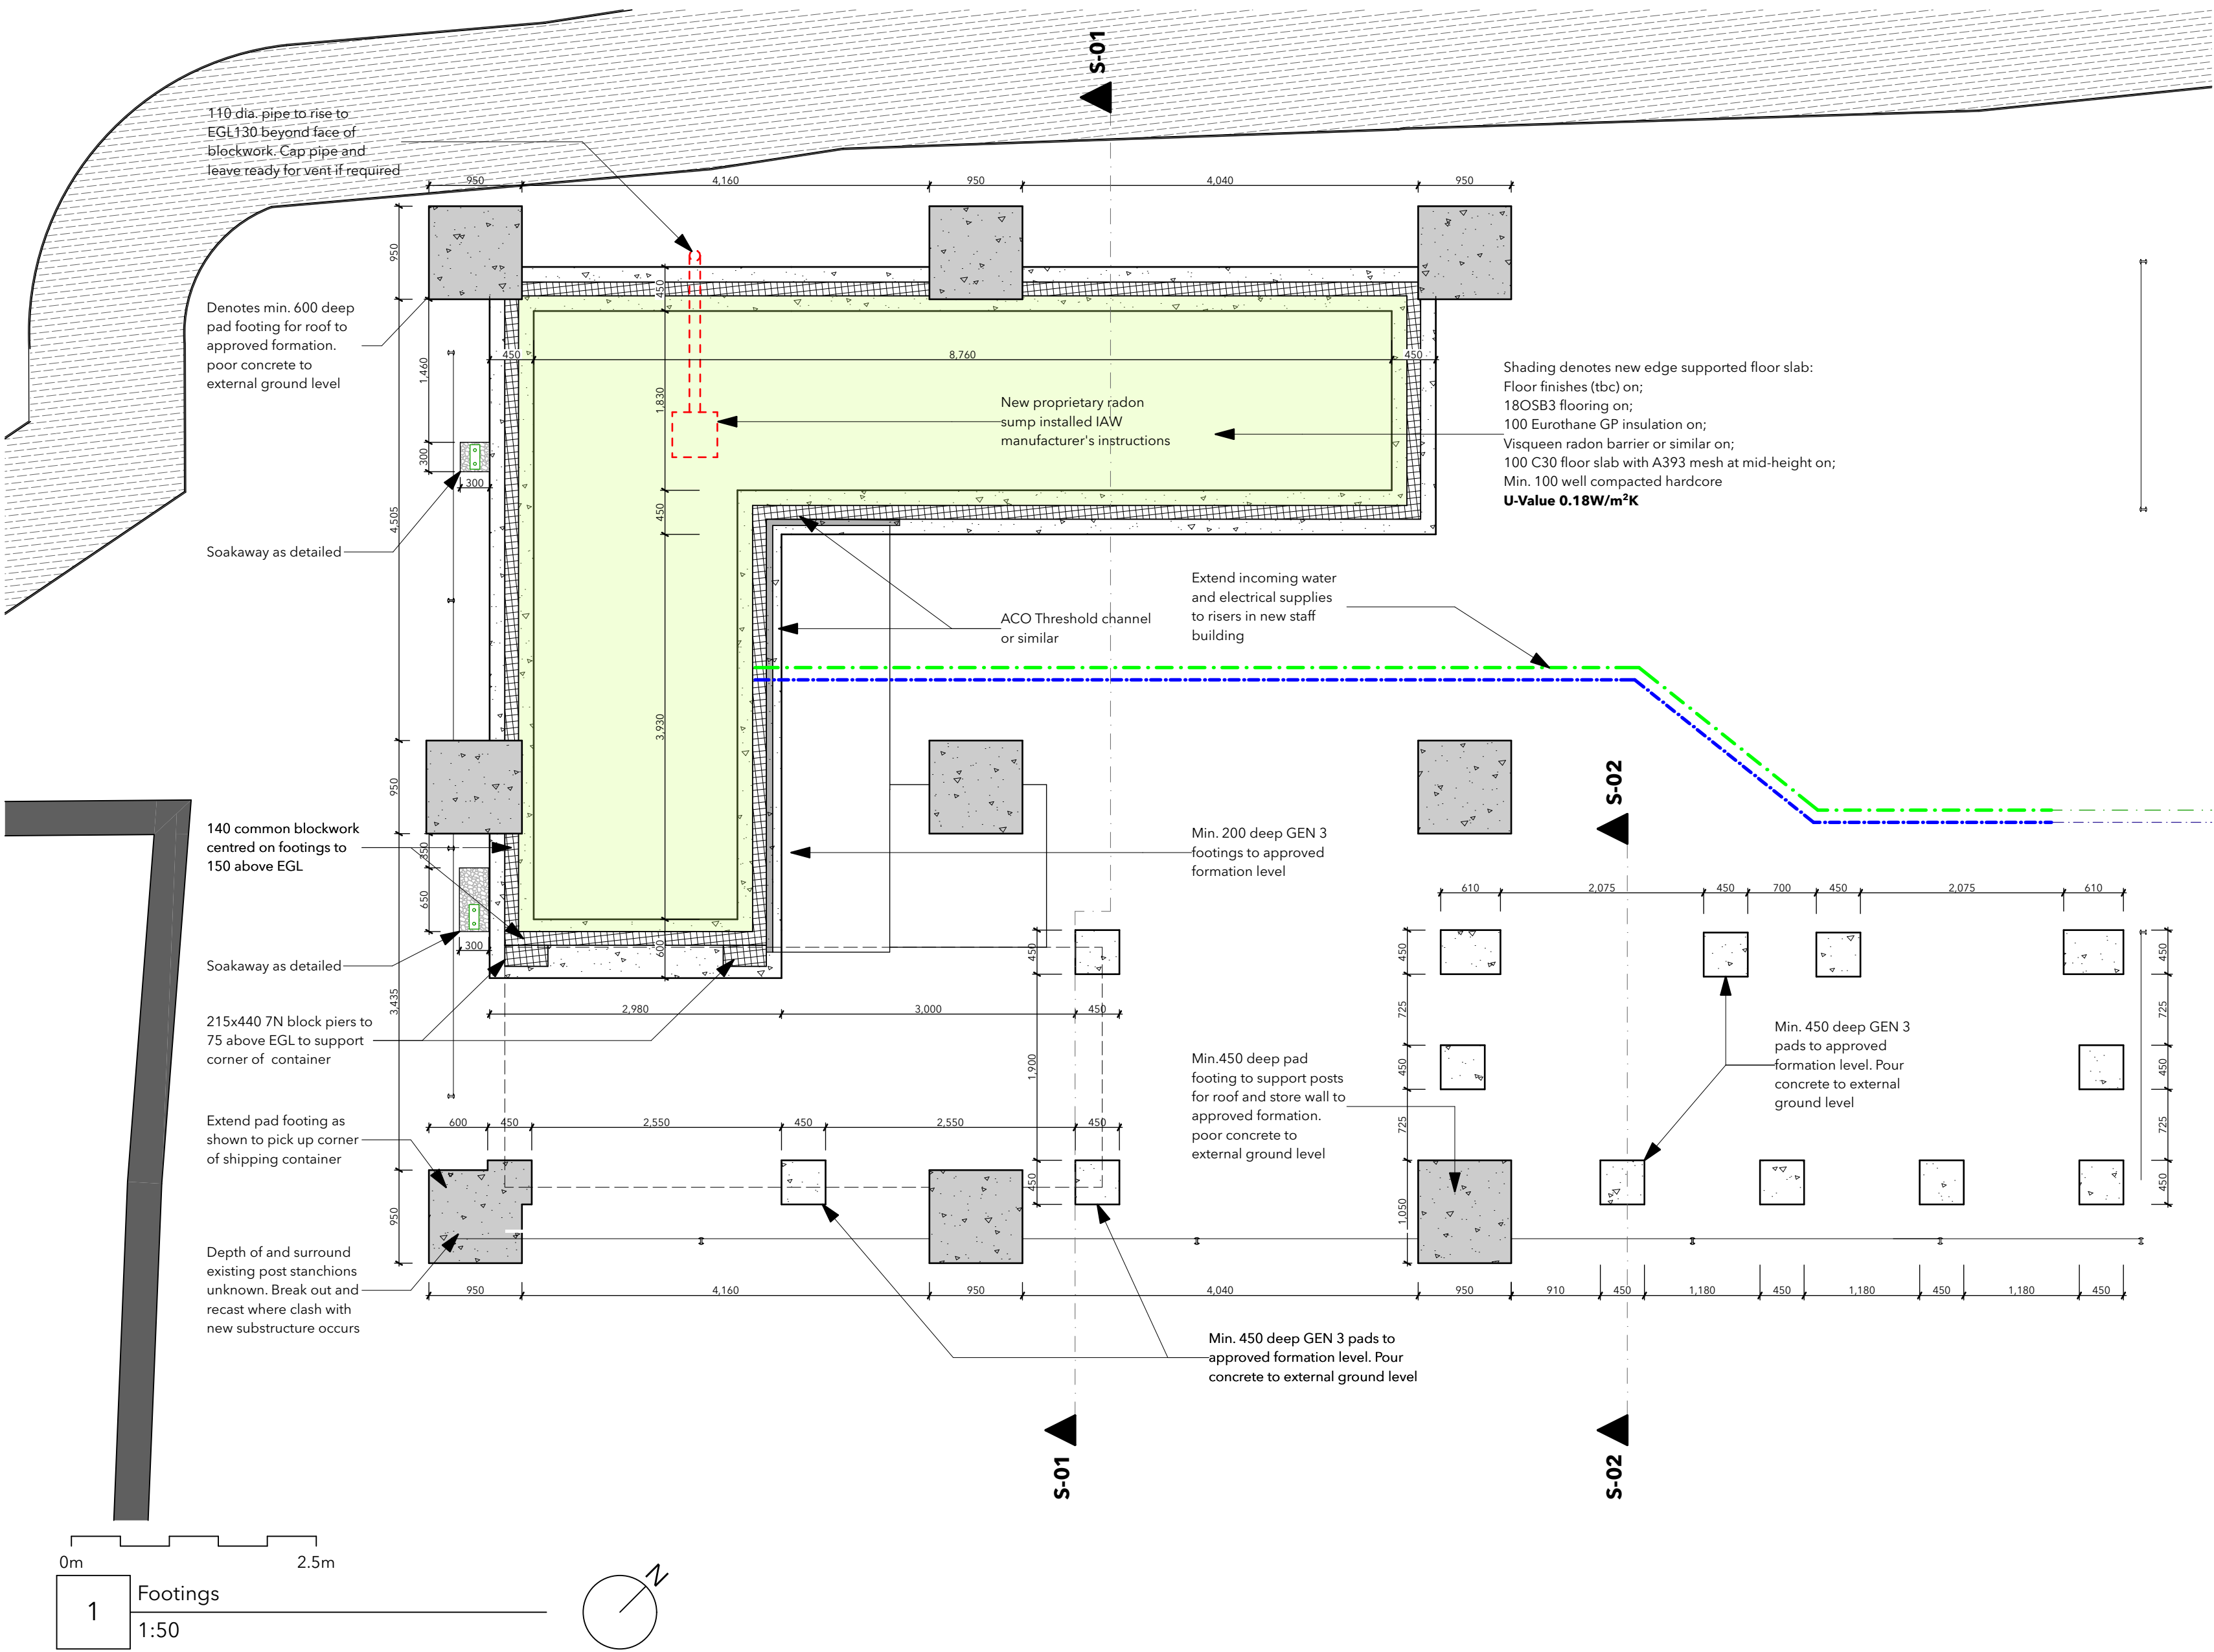 S-01
110 dia. pipe to rise to
EGL130 beyond face of
blockwork. Cap pipe and
leave ready for vent if required
950
4,160
950
4,040
950
950
Denotes min. 600 deep
pad footing for roof to
approved formation.
poor concrete to
external ground level
1,460
300
300
4,505
450
450
8,760
450
1,830
450
New proprietary radon
sump installed IAW
manufacturer's instructions
Shading denotes new edge supported floor slab:
Floor finishes (tbc) on;
18OSB3 flooring on;
100 Eurothane GP insulation on;
Visqueen radon barrier or similar on;
100 C30 floor slab with A393 mesh at mid-height on;
Min. 100 well compacted hardcore
U-Value 0.18W/m²K
Soakaway as detailed
ACO Threshold channel
or similar
Extend incoming water
and electrical supplies
to risers in new staff
building
3,930
950
S-02
140 common blockwork
centred on footings to
150 above EGL
350
650
300
Min. 200 deep GEN 3
footings to approved
formation level
610
2,075
450
700
450
2,075
610
Soakaway as detailed
600
450
450
450
3,435
2,980
3,000
450
725
725
215x440 7N block piers to
75 above EGL to support
corner of container
1,900
Min.450 deep pad
footing to support posts
for roof and store wall to
approved formation.
poor concrete to
external ground level
450
450
Min. 450 deep GEN 3
pads to approved
formation level. Pour
concrete to external
ground level
725
725
Extend pad footing as
shown to pick up corner
of shipping container
600
450
2,550
450
2,550
450
950
450
1,050
450
Depth of and surround
existing post stanchions
unknown. Break out and
recast where clash with
new substructure occurs
950
4,160
950
4,040
950
910
450
1,180
450
1,180
450
1,180
450
Min. 450 deep GEN 3 pads to
approved formation level. Pour
concrete to external ground level
S-01
S-02
0m
2.5m
1
Footings
1:50
N